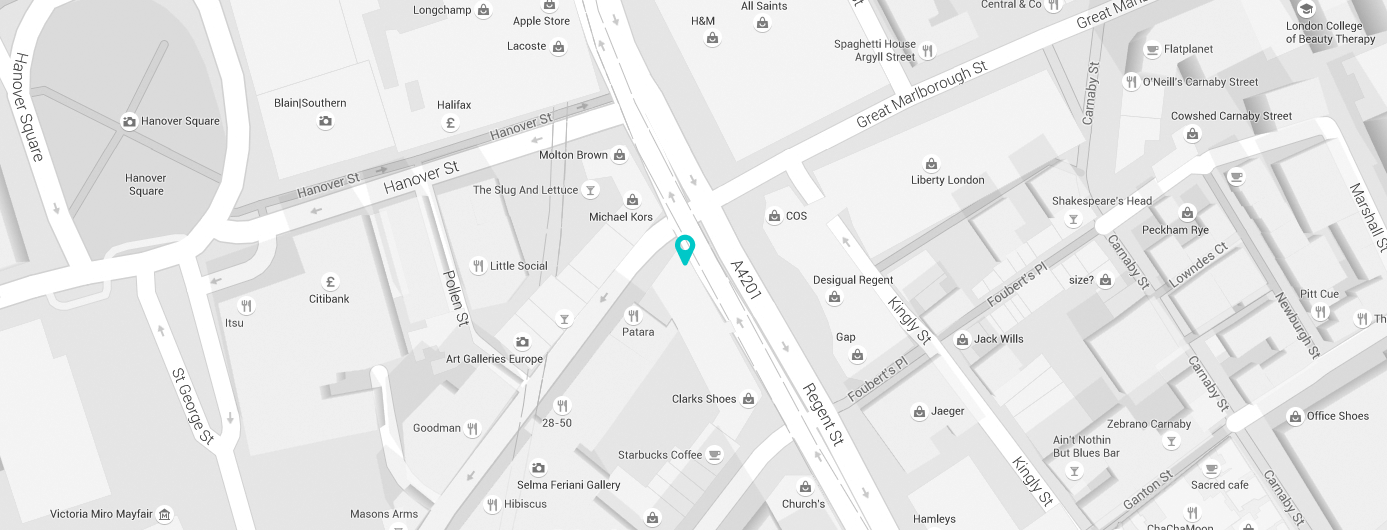 Longchamp
Apple Store
Lacoste
H&M
All Saints
St
Central & Co
Great Marl
London College
of Beauty Therapy
Spaghetti House
Argyll Street
Flatplanet
O'Neill's Carnaby Street
Carnaby St
Great Marlborough St
Hanover Square
Hanover Square
Hanover
Square
Blain|Southern
Halifax
Hanover St
Hanover St
Hanover St
Molton Brown
The Slug And Lettuce
Michael Kors
Cowshed Carnaby Street
Liberty London
Shakespeare's Head
Peckham Rye
Marshall St
COS
A4201
Little Social
Pollen St
Citibank
Itsu
Desigual Regent
Foubert's Pl
size?
Carnaby St
Lowndes Ct
Pitt Cue
Th
Newburgh St
Kingly St
Gap
Jack Wills
Patara
Art Galleries Europe
Foubert's Pl
Carnaby St
St George St
Clarks Shoes
Regent St
Jaeger
Office Shoes
Goodman
28-50
Zebrano Carnaby
Ain't Nothin
But Blues Bar
Starbucks Coffee
Kingly St
Ganton St
Sacred cafe
Carnaby St
Selma Feriani Gallery
Hibiscus
Church's
Victoria Miro Mayfair
Masons Arms
Hamleys
ChaChaMoon